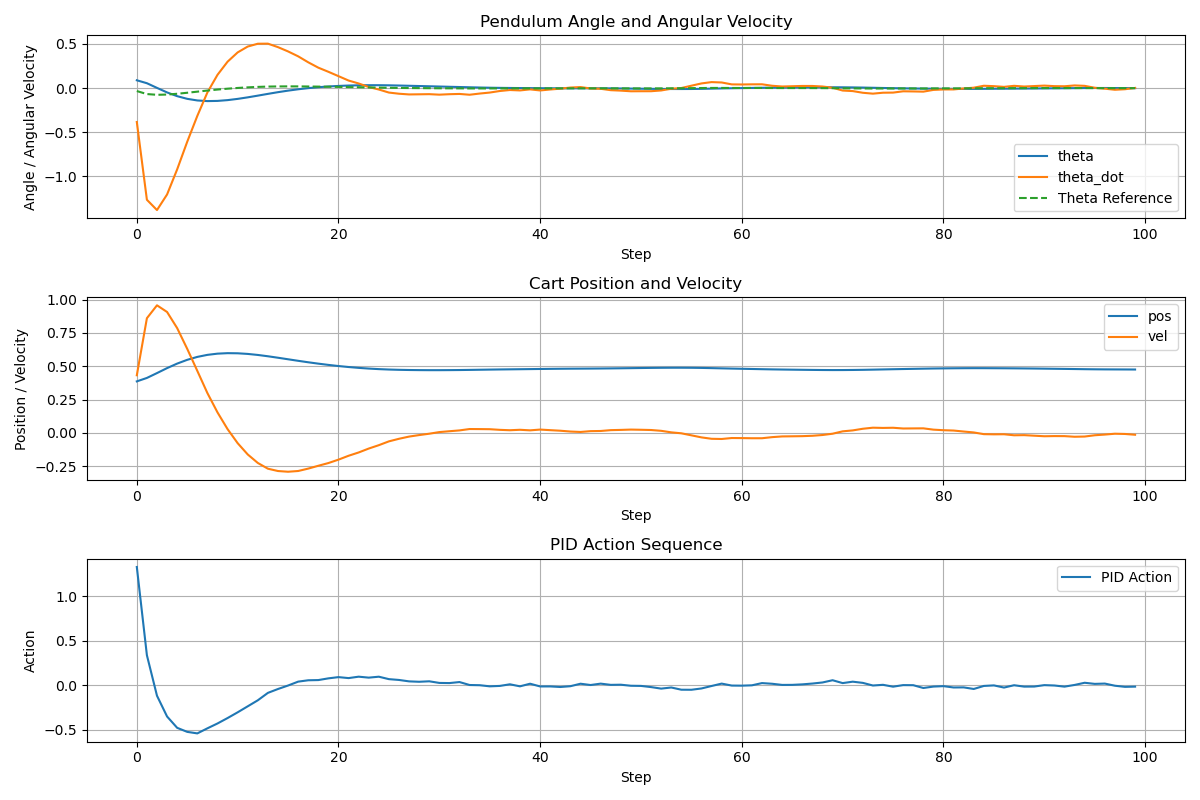 Pendulum Angle and Angular Velocity
Angle / Angular Velocity
0.5
0.0
−0.5
−1.0
theta
theta_dot
Theta Reference
0 20 40 60 80 100
Step
Cart Position and Velocity
Position / Velocity
1.00
0.75
0.50
0.25
0.00
−0.25
pos
vel
0 20 40 60 80 100
Step
PID Action Sequence
Action
1.0
0.5
0.0
−0.5
PID Action
0 20 40 60 80 100
Step